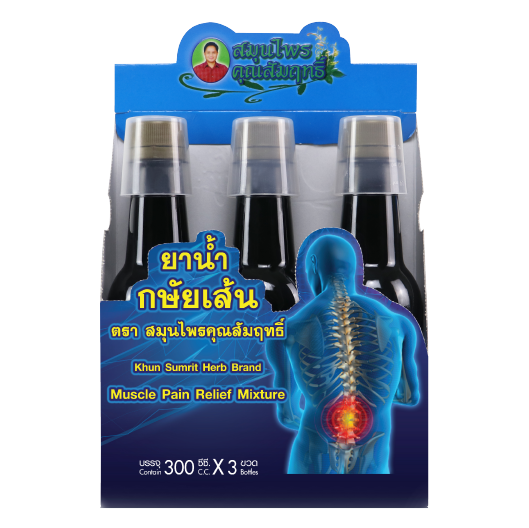 สมุนไพร
คุณสัมฤทธิ์
ยาน้ำ
กษัยเส้น
ตรา สมุนไพรคุณสัมฤทธิ์
Khun Sumrit Herb Brand
Muscle Pain Relief Mixture
บรรจุ 300 ซีซี. X 3 ขวด
Contain C.C. Bottles